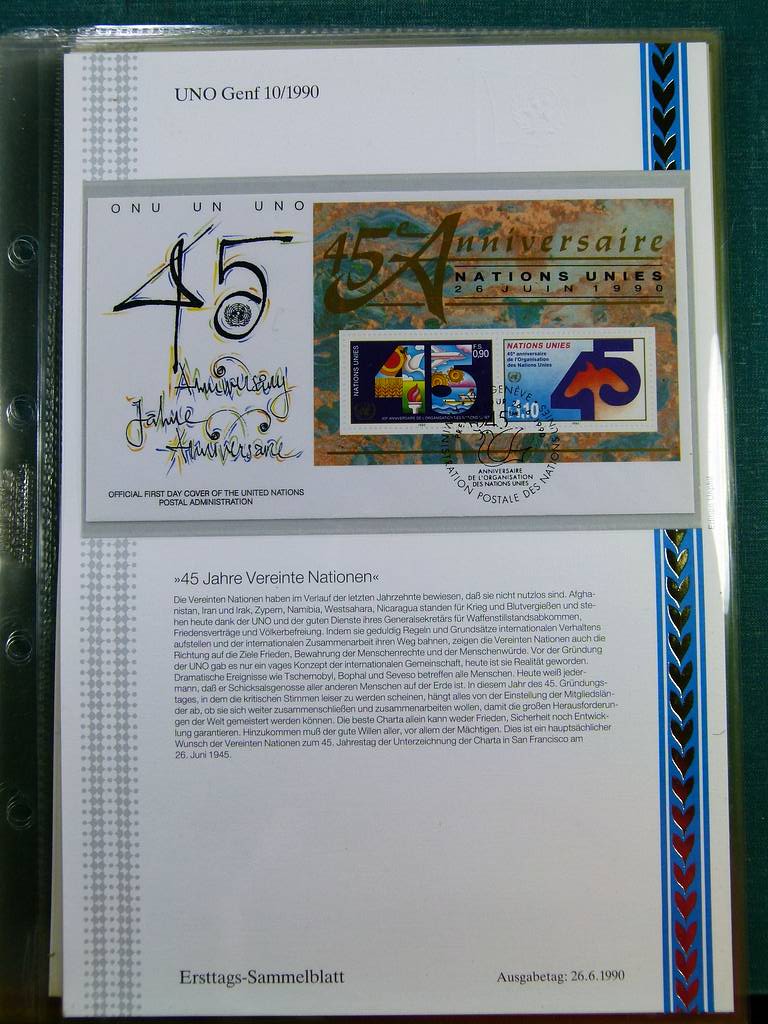 UNO Genf 10/1990
ONU UN UNO
45
Anniversary
Jahre
Anniversaire
OFFICIAL FIRST DAY COVER OF THE UNITED NATIONS
POSTAL ADMINISTRATION
45e Anniversaire
NATIONS UNIES
26 JUIN 1990
NATIONS UNIES
45
F.S.
0,90
45e ANNIVERSAIRE DE L'ORGANISATION DES NATIONS UNIES
NATIONS UNIES
45e anniversaire
de l'Organisation
des Nations Unies
45
1.10
GENÈVE
45
ANNIVERSAIRE
DE L'ORGANISATION
DES NATIONS UNIES
ADMINISTRATION POSTALE DES NATIONS UNIES
»45 Jahre Vereinte Nationen«
Die Vereinten Nationen haben im Verlauf der letzten Jahrzehnte bewiesen, daß sie nicht nutzlos sind. Afgha-
nistan, Iran und Irak, Zypern, Namibia, Westsahara, Nicaragua standen für Krieg und Blutvergießen und ste-
hen heute dank der UNO und der guten Dienste ihres Generalsekretärs für Waffenstillstandsabkommen,
Friedensverträge und Völkerbefreiung. Indem sie geduldig Regeln und Grundsätze internationalen Verhaltens
aufstellen und der internationalen Zusammenarbeit ihren Weg bahnen, zeigen die Vereinten Nationen auch die
Richtung auf die Ziele Frieden, Bewahrung der Menschenrechte und der Menschenwürde. Vor der Gründung
der UNO gab es nur ein vages Konzept der internationalen Gemeinschaft, heute ist sie Realität geworden.
Dramatische Ereignisse wie Tschernobyl, Bophal und Seveso betreffen alle Menschen. Heute weiß jeder-
mann, daß er Schicksalsgenosse aller anderen Menschen auf der Erde ist. In diesem Jahr des 45. Gründungs-
tages, in dem die kritischen Stimmen leiser zu werden scheinen, hängt alles von der Einstellung der Mitgliedslän-
der ab, ob sie sich weiter zusammenschließen und zusammenarbeiten wollen, damit die großen Herausforderun-
gen der Welt gemeistert werden können. Die beste Charta allein kann weder Frieden, Sicherheit noch Entwick-
lung garantieren. Hinzukommen muß der gute Willen aller, vor allem der Mächtigen. Dies ist ein hauptsächlicher
Wunsch der Vereinten Nationen zum 45. Jahrestag der Unterzeichnung der Charta in San Francisco am
26. Juni 1945.
Ersttags-Sammelblatt
Ausgabetag: 26.6.1990